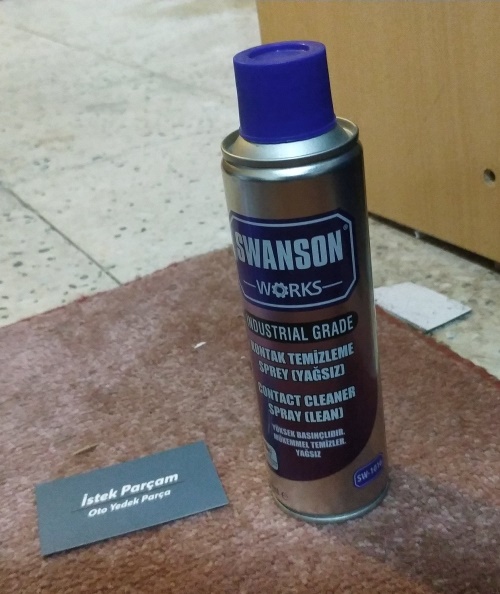 SWANSON
WORKS
INDUSTRIAL GRADE
KONTAK TEMİZLEME
SPREY (YAĞSIZ)
CONTACT CLEANER
SPRAY (LEAN)
YÜKSEK BASINÇLIDIR.
MÜKEMMEL TEMİZLER.
YAĞSIZ
İstek Parçam
Oto Yedek Parça